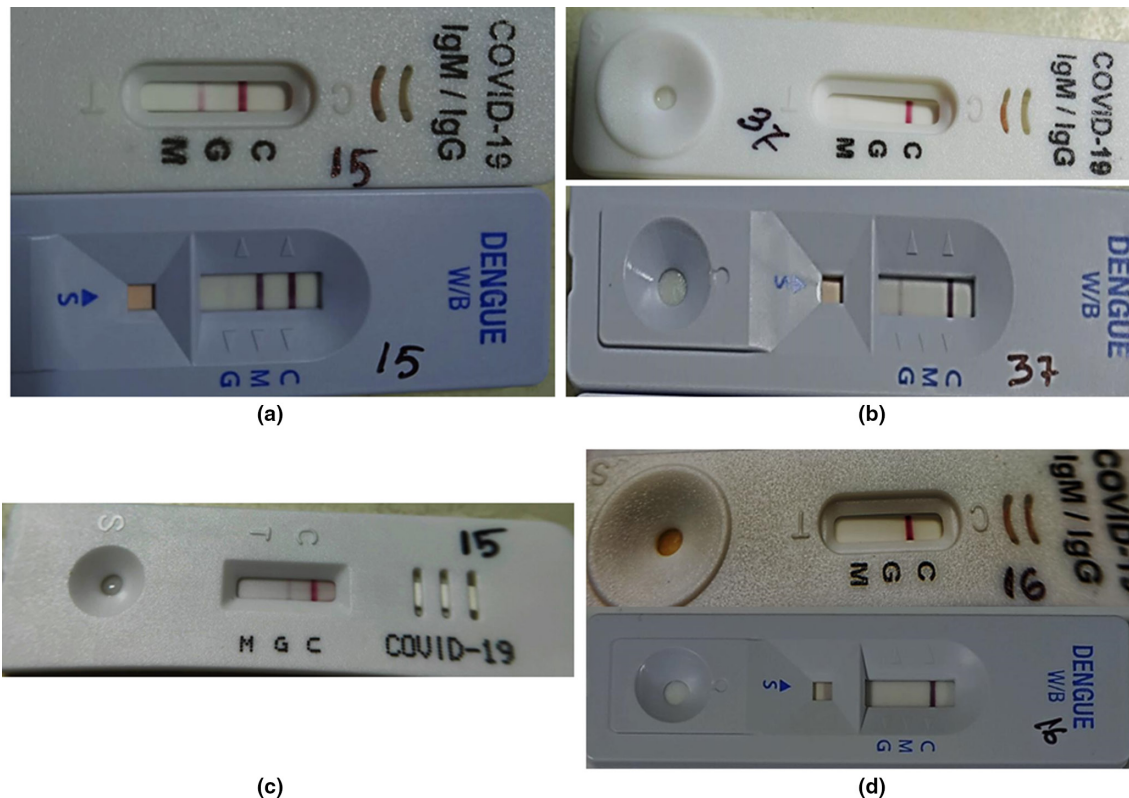 COVID-19
IgM / IgG
T
C
M G C
15
DENGUE
W/B
S
C
M
G
15
(a)
S
COVID-19
IgM / IgG
T
C
M G C
37
DENGUE
W/B
S
C
M
G
37
(b)
S
T
C
15
M G C
COVID-19
(c)
S
COVID-19
IgM / IgG
T
C
M G C
16
DENGUE
W/B
S
C
M
G
16
(d)